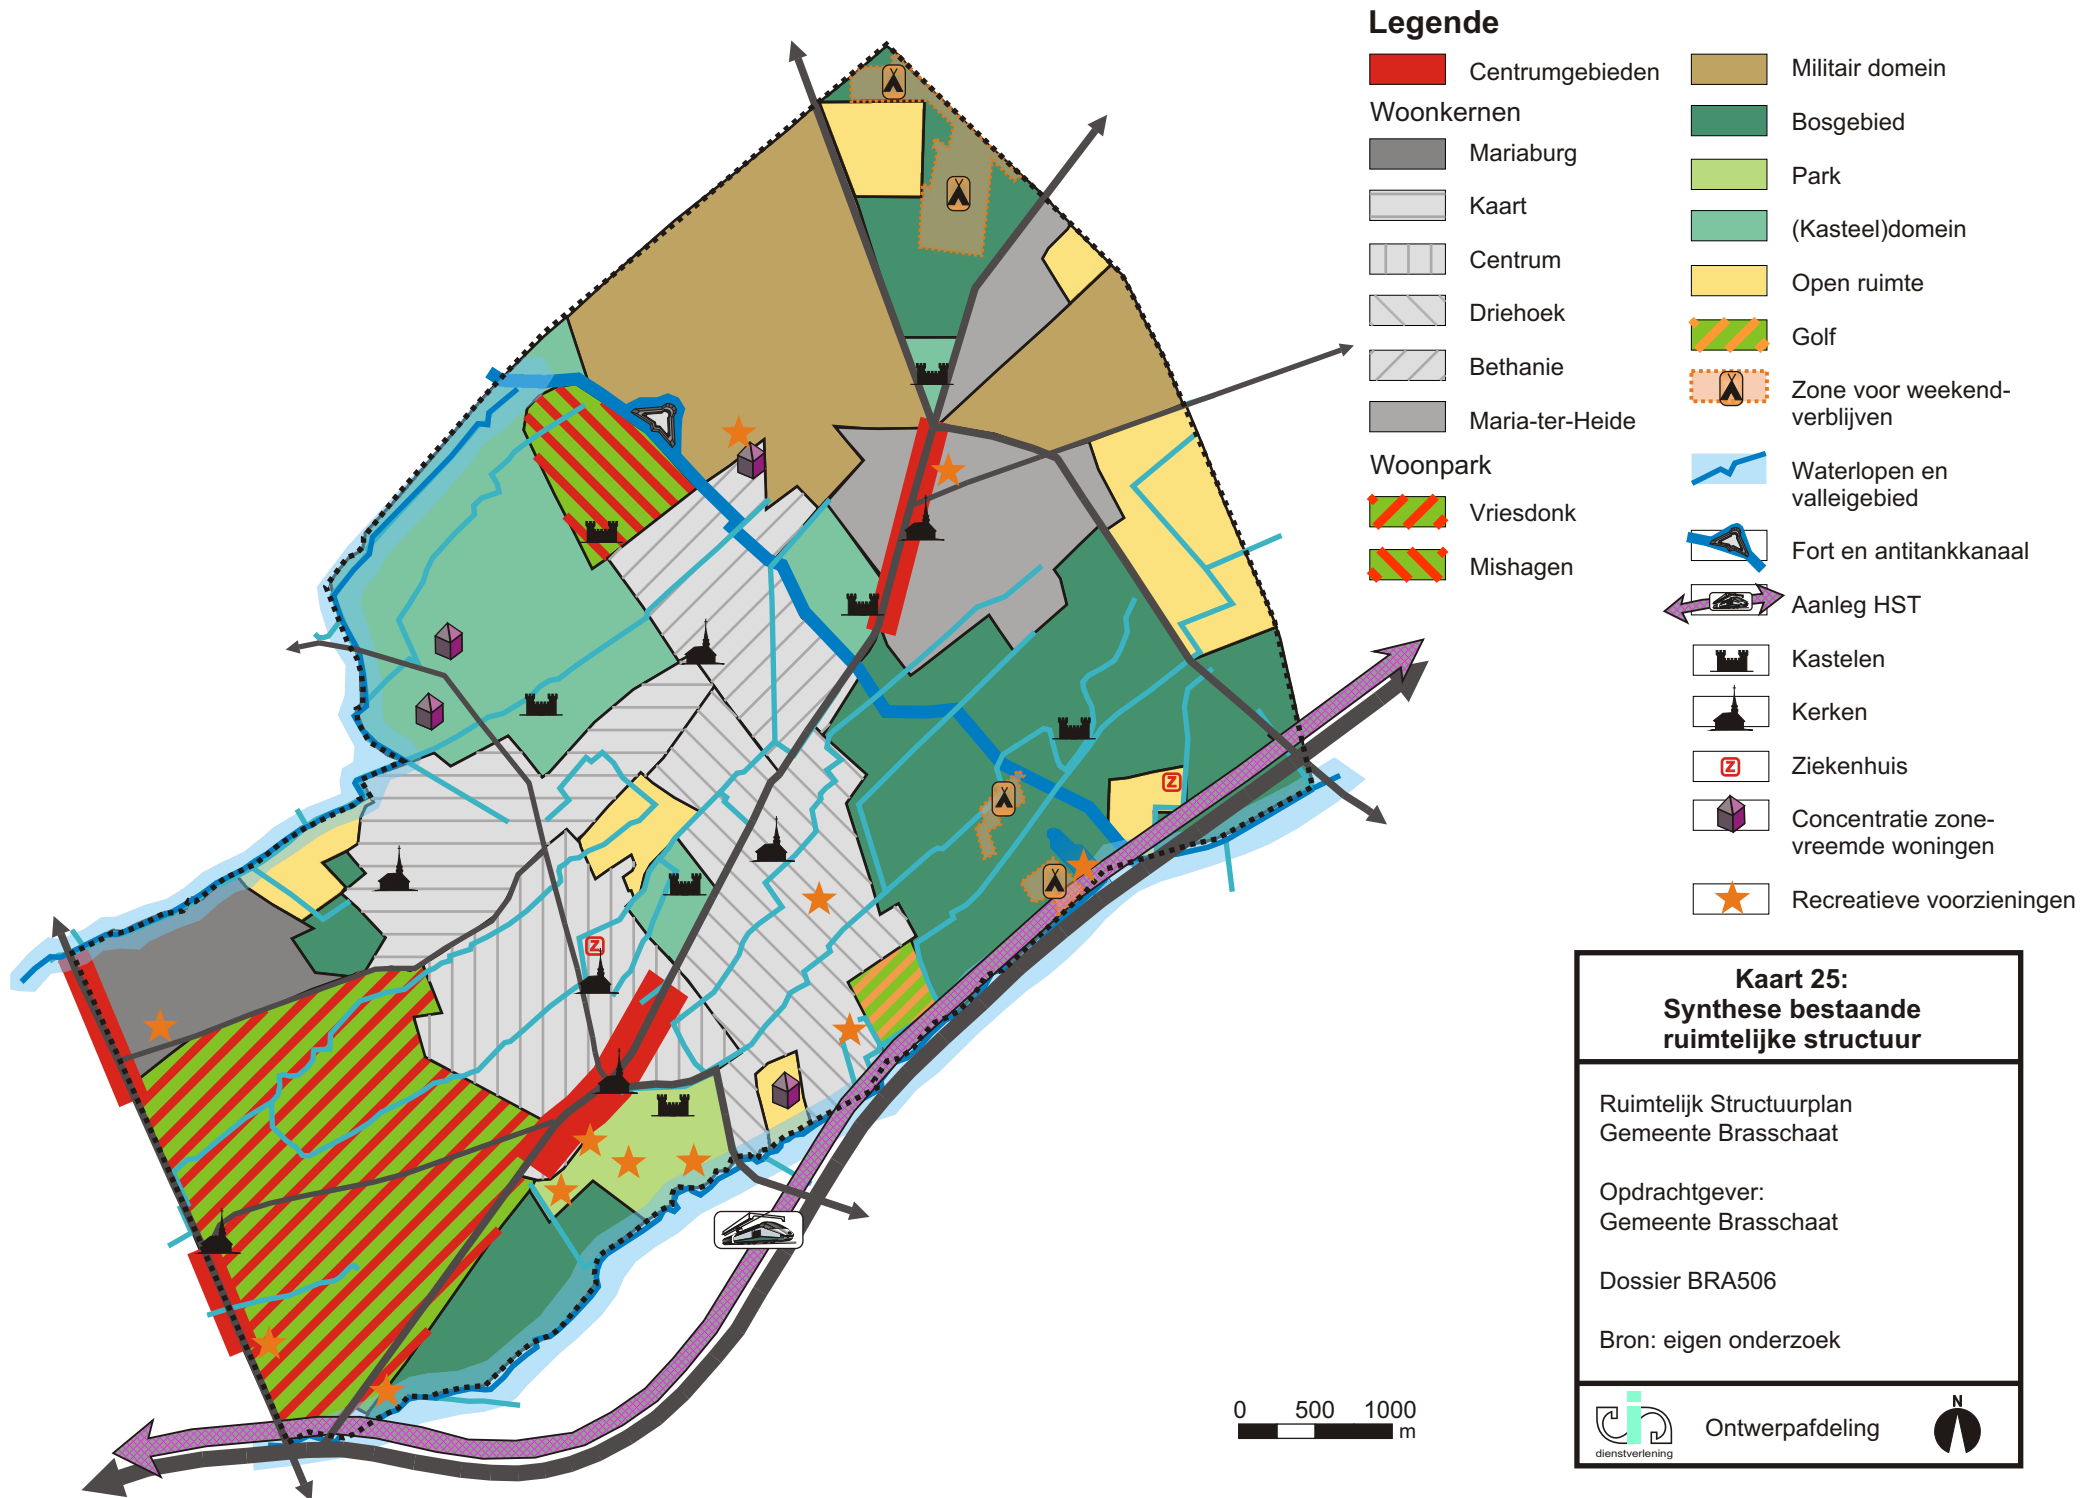 Legende
Centrumgebieden
Woonkernen
Mariaburg
Kaart
Centrum
Driehoek
Bethanie
Maria-ter-Heide
Woonpark
Vriesdonk
Mishagen
Militair domein
Bosgebied
Park
(Kasteel)domein
Open ruimte
Golf
Zone voor weekend-
verblijven
Waterlopen en
valleigebied
Fort en antitankkanaal
Aanleg HST
Kastelen
Kerken
Z
Ziekenhuis
Concentratie zone-
vreemde woningen
Recreatieve voorzieningen
Z
Z
0 500 1000
m
Kaart 25:
Synthese bestaande
ruimtelijke structuur
Ruimtelijk Structuurplan
Gemeente Brasschaat
Opdrachtgever:
Gemeente Brasschaat
Dossier BRA506
Bron: eigen onderzoek
dienstverlening
Ontwerpafdeling
N